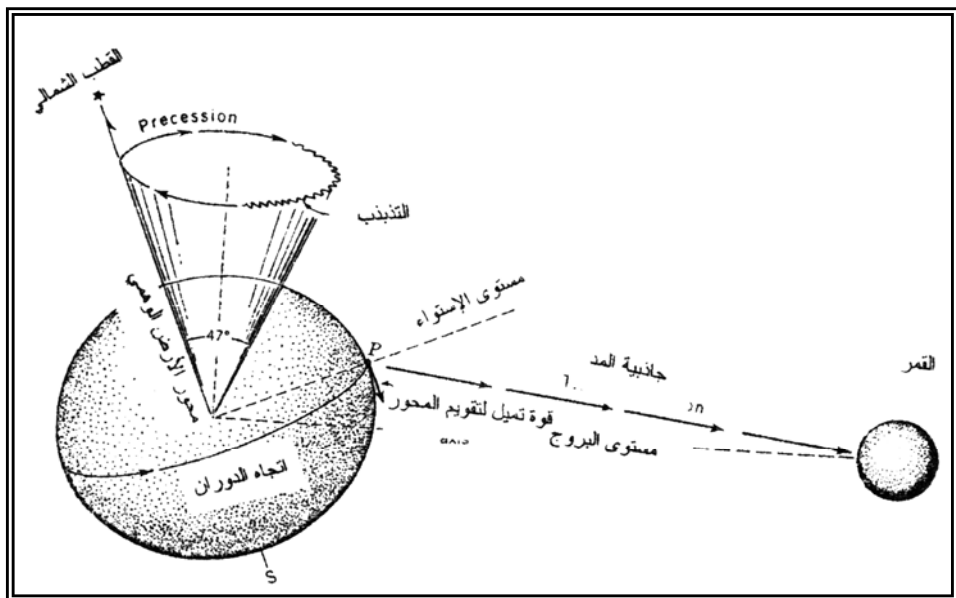 القطب الشمالي
Precession
التذبذب
محور الأرض الوهمي
47°
مستوى الإستواء
P
جاذبية المد
القمر
قوة تميل لتقويم المحور
مستوى البروج
اتجاه الدوران
S